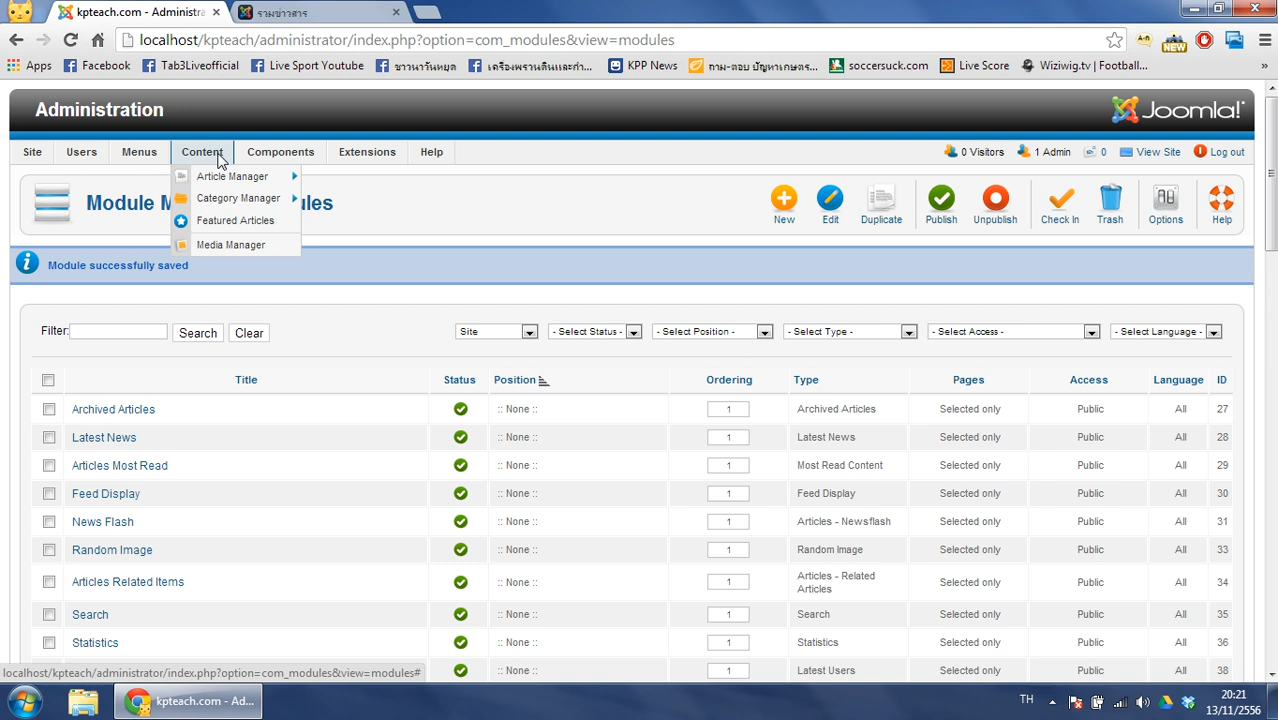 kpteach.com - Administra
รวมข่าวสาร
localhost/kpteach/administrator/index.php?option=com_modules&view=modules
NEW
Apps Facebook Tab3Liveofficial Live Sport Youtube ชาวนาวันหยุด เครื่องพรานดินและกำ... KPP News ถาม-ตอบ ปัญหาเกษตร... soccersuck.com Live Score Wiziwig.tv | Football... »
Administration
Joomla!
Site Users Menus Content Components Extensions Help 0 Visitors 1 Admin 0 View Site Log out
Article Manager
Category Manager
Featured Articles
Media Manager
Module M
ules
New Edit Duplicate Publish Unpublish Check In Trash Options Help
Module successfully saved
Filter: Search Clear Site - Select Status - - Select Position - - Select Type - - Select Access - - Select Language -
Title Status Position Ordering Type Pages Access Language ID
Archived Articles :: None :: 1 Archived Articles Selected only Public All 27
Latest News :: None :: 1 Latest News Selected only Public All 28
Articles Most Read :: None :: 1 Most Read Content Selected only Public All 29
Feed Display :: None :: 1 Feed Display Selected only Public All 30
News Flash :: None :: 1 Articles - Newsflash Selected only Public All 31
Random Image :: None :: 1 Random Image Selected only Public All 33
Articles Related Items :: None :: 1 Articles - Related Articles Selected only Public All 34
Search :: None :: 1 Search Selected only Public All 35
Statistics :: None :: 1 Statistics Selected only Public All 36
:: None :: 1 Latest Users Selected only Public All 38
localhost/kpteach/administrator/index.php?option=com_modules&view=modules#
kpteach.com - Ad...
TH
20:21
13/11/2556